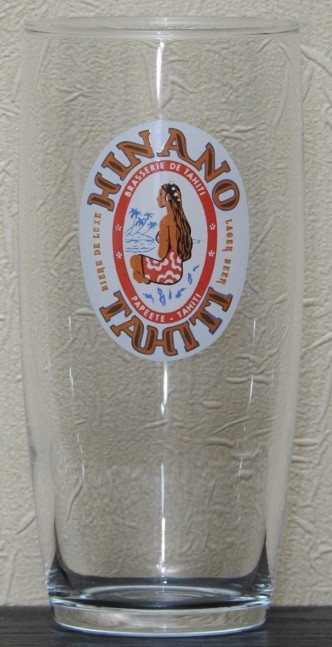 HINANO
BRASSERIE DE TAHITI
BIERE DE LUXE
LAGER BEER
PAPEETE - TAHITI
TAHITI